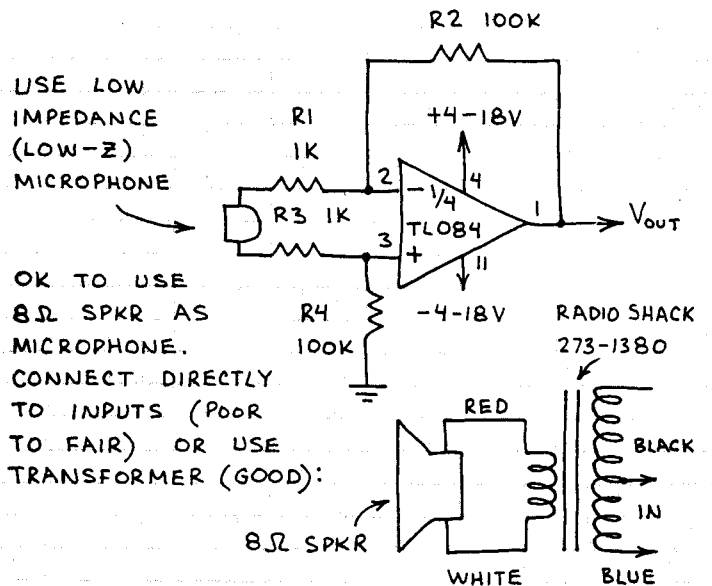 R2 100K
USE LOW
IMPEDANCE
(LOW-Z)
MICROPHONE
R1
1K
+4-18V
2
-
1/4
4
TL084
1
VOUT
R3 1K
3
+
11
-4-18V
R4
100K
OK TO USE
8Ω SPKR AS
MICROPHONE.
CONNECT DIRECTLY
TO INPUTS (POOR
TO FAIR) OR USE
TRANSFORMER (GOOD):
RADIO SHACK
273-1380
RED
BLACK
IN
8Ω SPKR
WHITE
BLUE